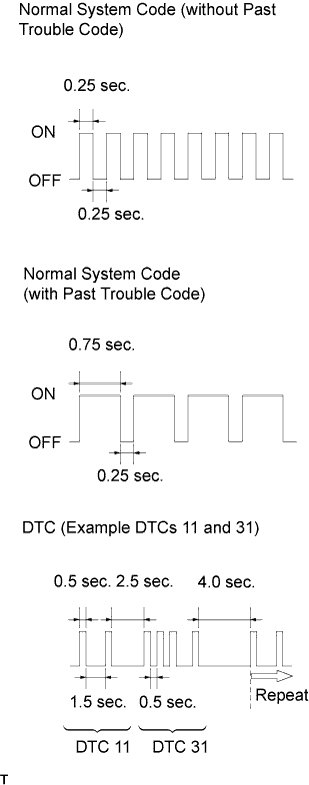 Normal System Code (without Past
Trouble Code)
0.25 sec.
ON
OFF
0.25 sec.
Normal System Code
(with Past Trouble Code)
0.75 sec.
ON
OFF
0.25 sec.
DTC (Example DTCs 11 and 31)
0.5 sec. 2.5 sec. 4.0 sec.
Repeat
1.5 sec. 0.5 sec.
DTC 11 DTC 31
T